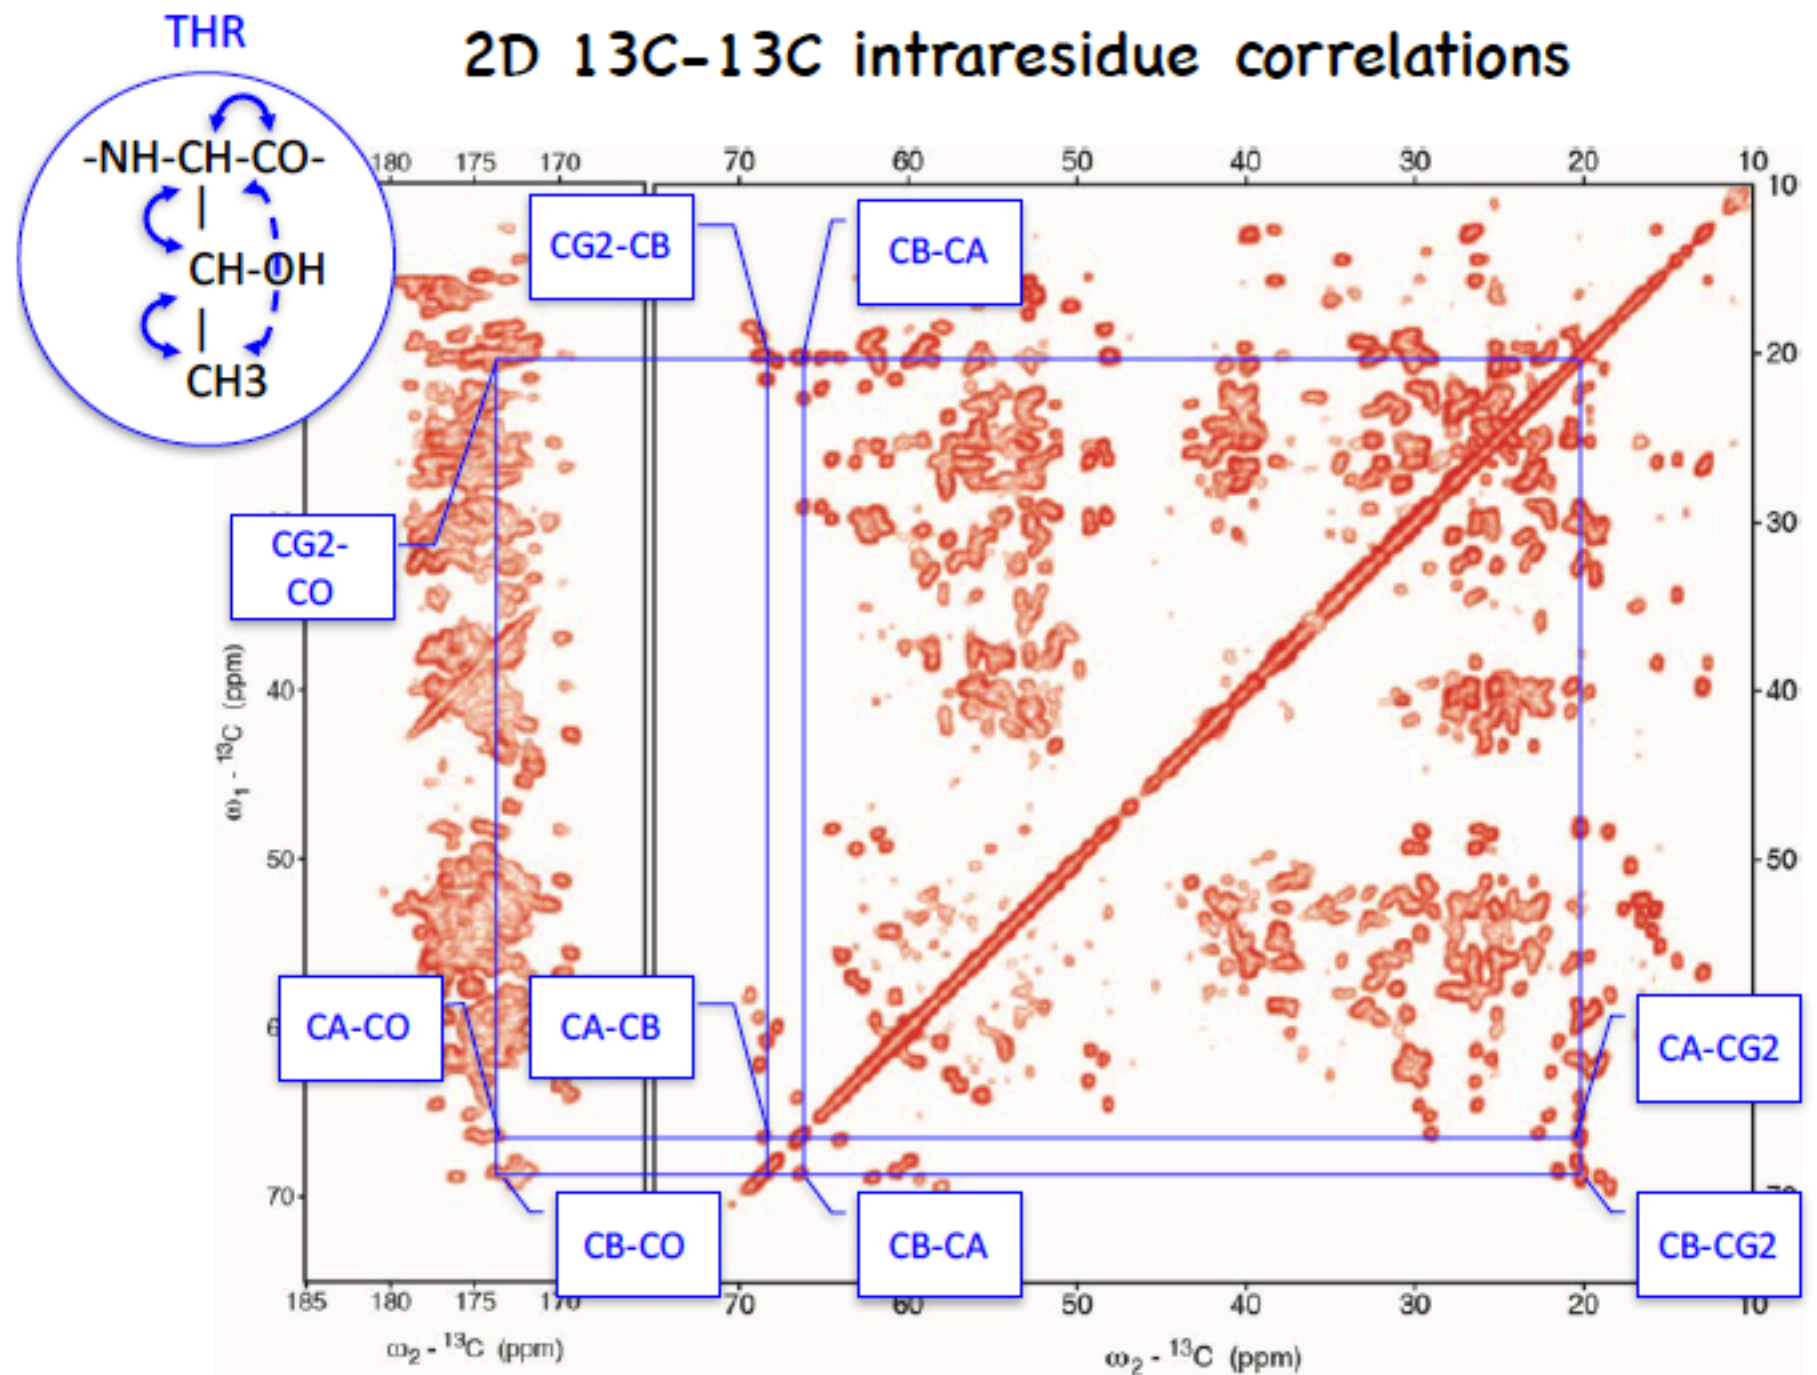 THR
2D 13C-13C intraresidue correlations
-NH-CH-CO-
|
CH-OH
|
CH3
180 175 170 70 60 50 40 30 20 10
10
20
30
40
50
CG2-CB
CB-CA
CG2-
CO
CA-CO
CA-CB
CA-CG2
CB-CO
CB-CA
CB-CG2
ω1 - 13C (ppm)
40
50
70
185 180 175 170 70 60 50 40 30 20 10
ω2 - 13C (ppm)
ω2 - 13C (ppm)